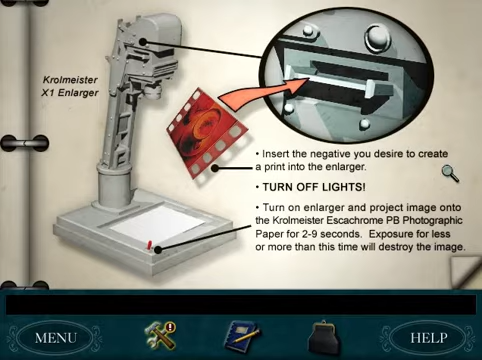 Krolmeister
X1 Enlarger
• Insert the negative you desire to create
a print into the enlarger.
• TURN OFF LIGHTS!
• Turn on enlarger and project image onto
the Krolmeister Escachrome PB Photographic
Paper for 2-9 seconds. Exposure for less
or more than this time will destroy the image.
MENU
HELP